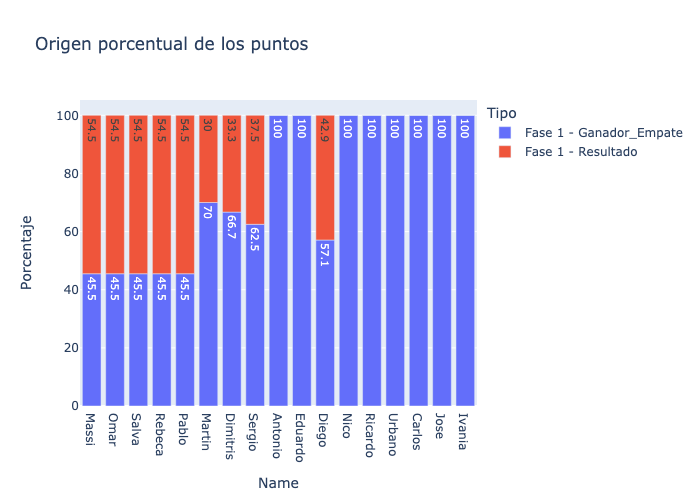 Origen porcentual de los puntos
Tipo
Fase 1 - Ganador_Empate
Fase 1 - Resultado
Porcentaje
100
80
60
40
20
0
54.5
54.5
54.5
54.5
54.5
30
33.3
37.5
100
100
42.9
100
100
100
100
100
100
45.5
45.5
45.5
45.5
45.5
70
66.7
62.5
57.1
Massi
Omar
Salva
Rebeca
Pablo
Martin
Dimitris
Sergio
Antonio
Eduardo
Diego
Nico
Ricardo
Urbano
Carlos
Jose
Ivania
Name